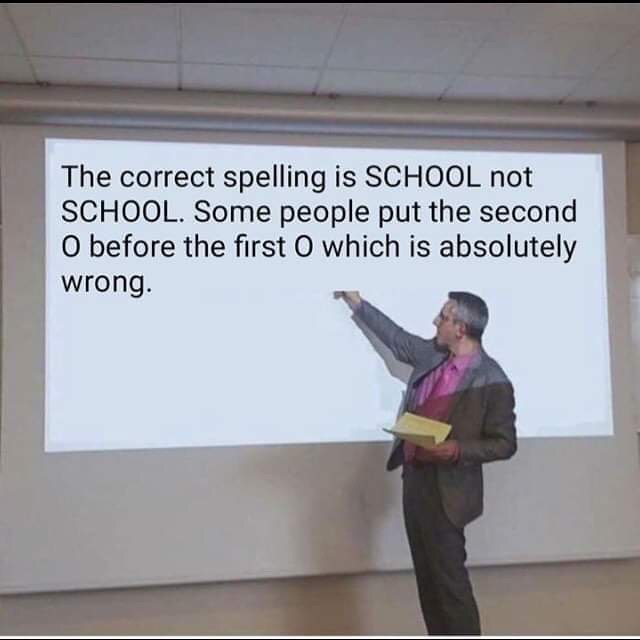 The correct spelling is SCHOOL not
SCHOOL. Some people put the second
O before the first O which is absolutely
wrong.